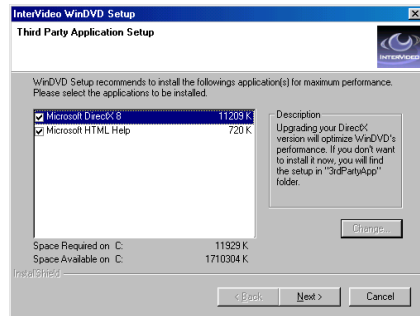 InterVideo WinDVD Setup
Third Party Application Setup
INTERVIDEO
WinDVD Setup recommends to install the followings application(s) for maximum performance.
Please select the applications to be installed.
Microsoft DirectX 8 11209 K
Microsoft HTML Help 720 K
Description
Upgrading your DirectX
version will optimize WinDVD's
performance. If you don't want
to install it now, you will find
the setup in "3rdPartyApp"
folder.
Change...
Space Required on C: 11929 K
Space Available on C: 1710304 K
InstallShield
< Back Next > Cancel